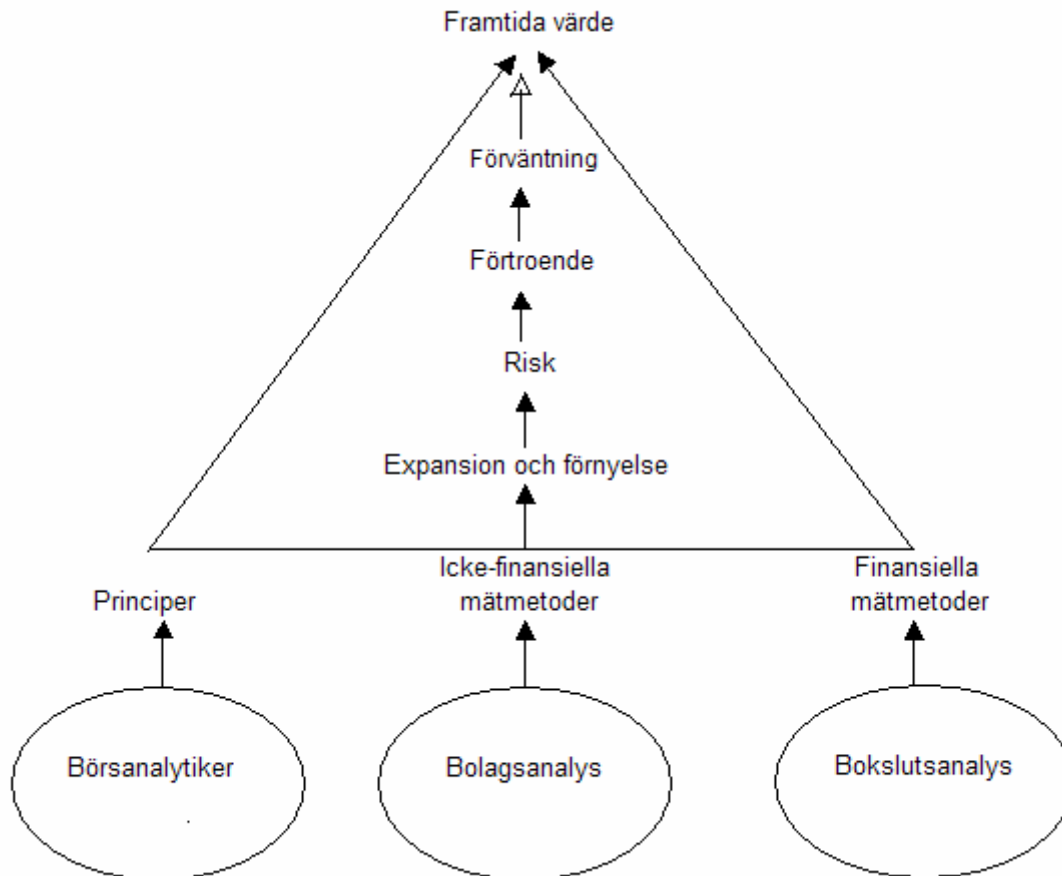 Framtida värde
Förväntning
Förtroende
Risk
Expansion och förnyelse
Principer
Icke-finansiella
mätmetoder
Finansiella
mätmetoder
Börsanalytiker
Bolagsanalys
Bokslutsanalys